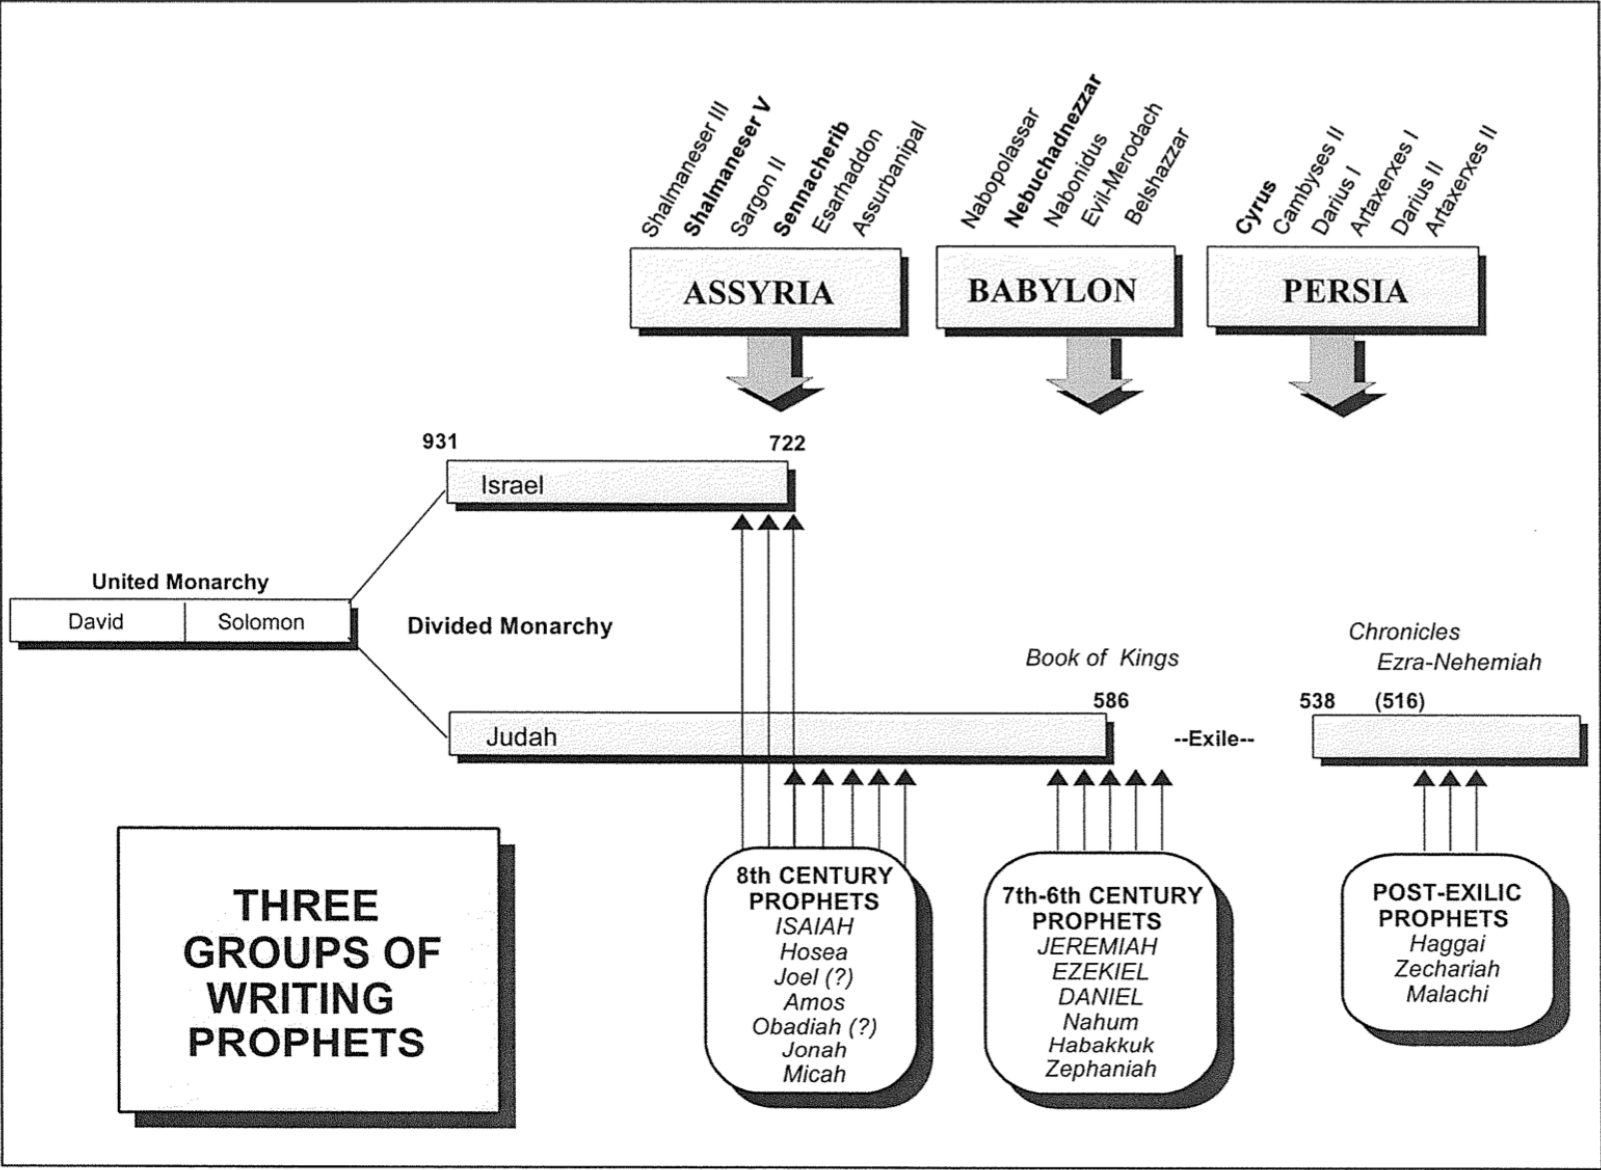 Shalmaneser III
Shalmaneser V
Sargon II
Sennacherib
Esarhaddon
Assurbanipal
Nabopolassar
Nebuchadnezzar
Nabonidus
Evil-Merodach
Belshazzar
Cyrus
Cambyses II
Darius I
Artaxerxes I
Darius II
Artaxerxes II
ASSYRIA
BABYLON
PERSIA
931
722
Israel
United Monarchy
David
Solomon
Divided Monarchy
Book of Kings
Chronicles
Ezra-Nehemiah
586
538
(516)
Judah
--Exile--
THREE
GROUPS OF
WRITING
PROPHETS
8th CENTURY
PROPHETS
ISAIAH
Hosea
Joel (?)
Amos
Obadiah (?)
Jonah
Micah
7th-6th CENTURY
PROPHETS
JEREMIAH
EZEKIEL
DANIEL
Nahum
Habakkuk
Zephaniah
POST-EXILIC
PROPHETS
Haggai
Zechariah
Malachi